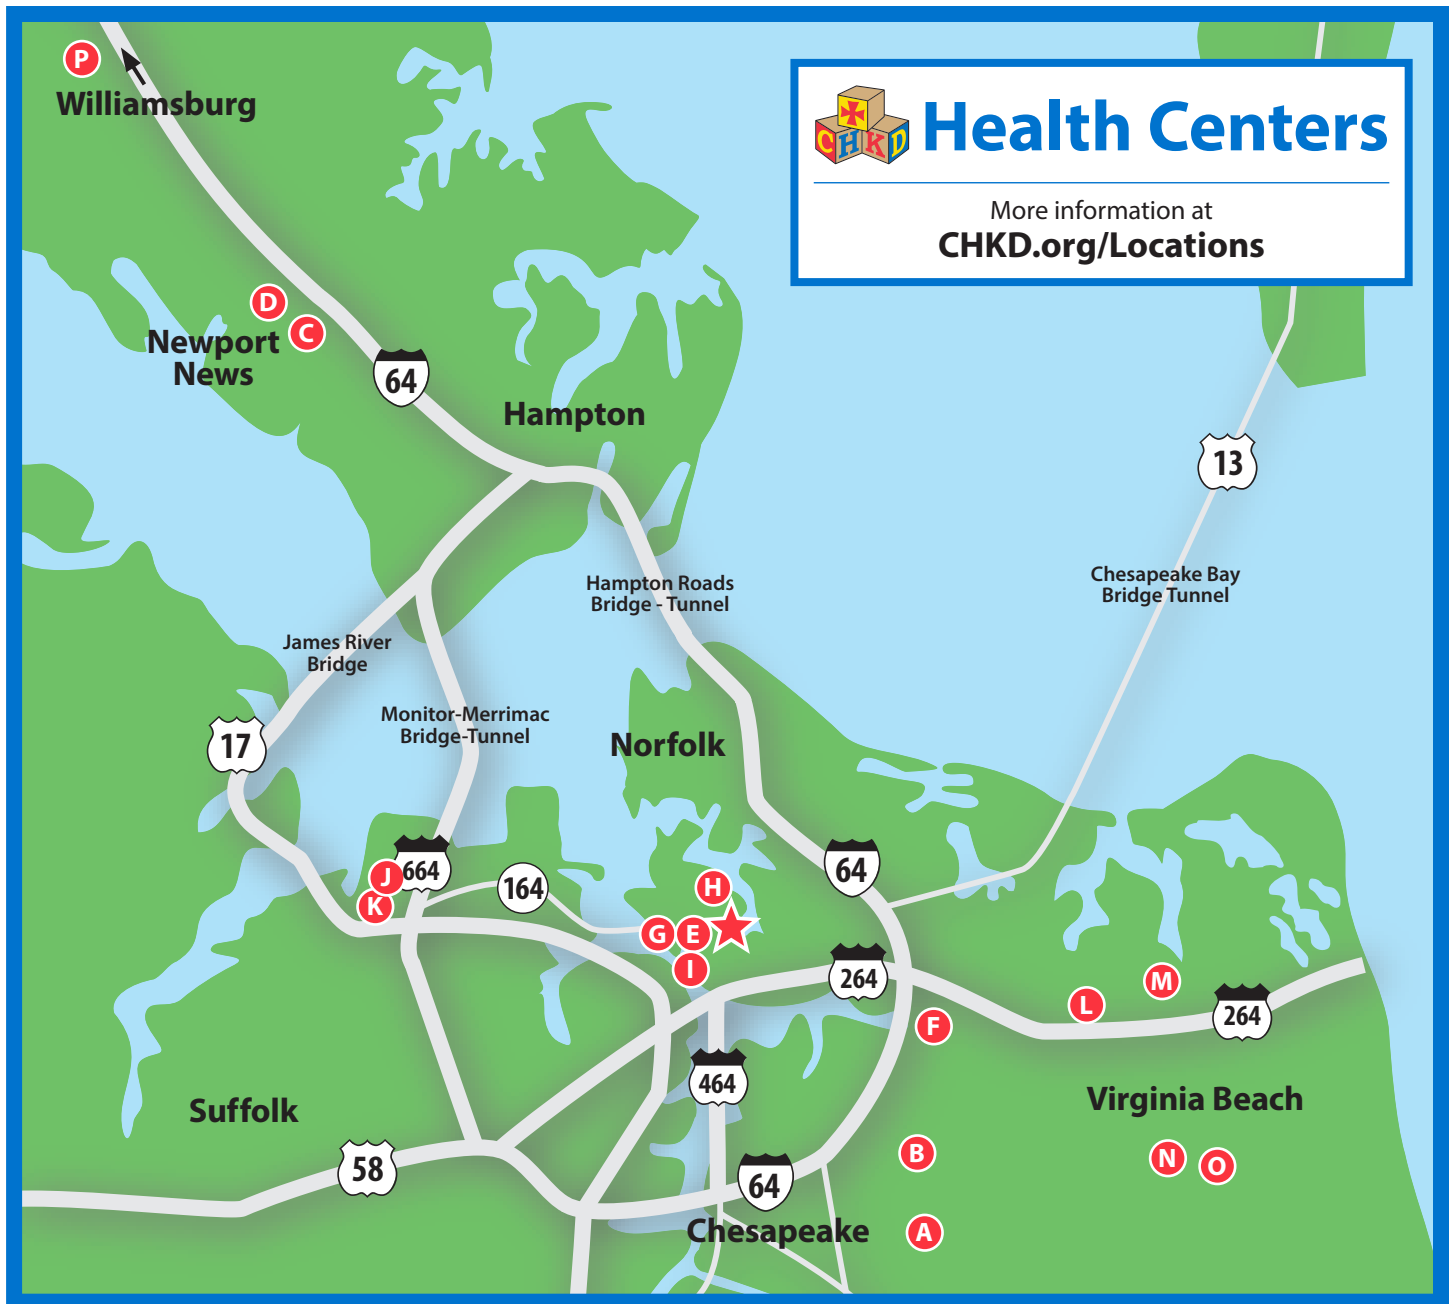 P
Williamsburg
CHKD
Health Centers
More information at
CHKD.org/Locations
D
C
Newport
News
64
Hampton
13
Hampton Roads
Bridge - Tunnel
Chesapeake Bay
Bridge Tunnel
James River
Bridge
Monitor-Merrimac
Bridge-Tunnel
17
Norfolk
J
664
K
164
H
64
G
E
I
264
M
L
264
F
464
Virginia Beach
Suffolk
58
B
N
O
64
Chesapeake
A